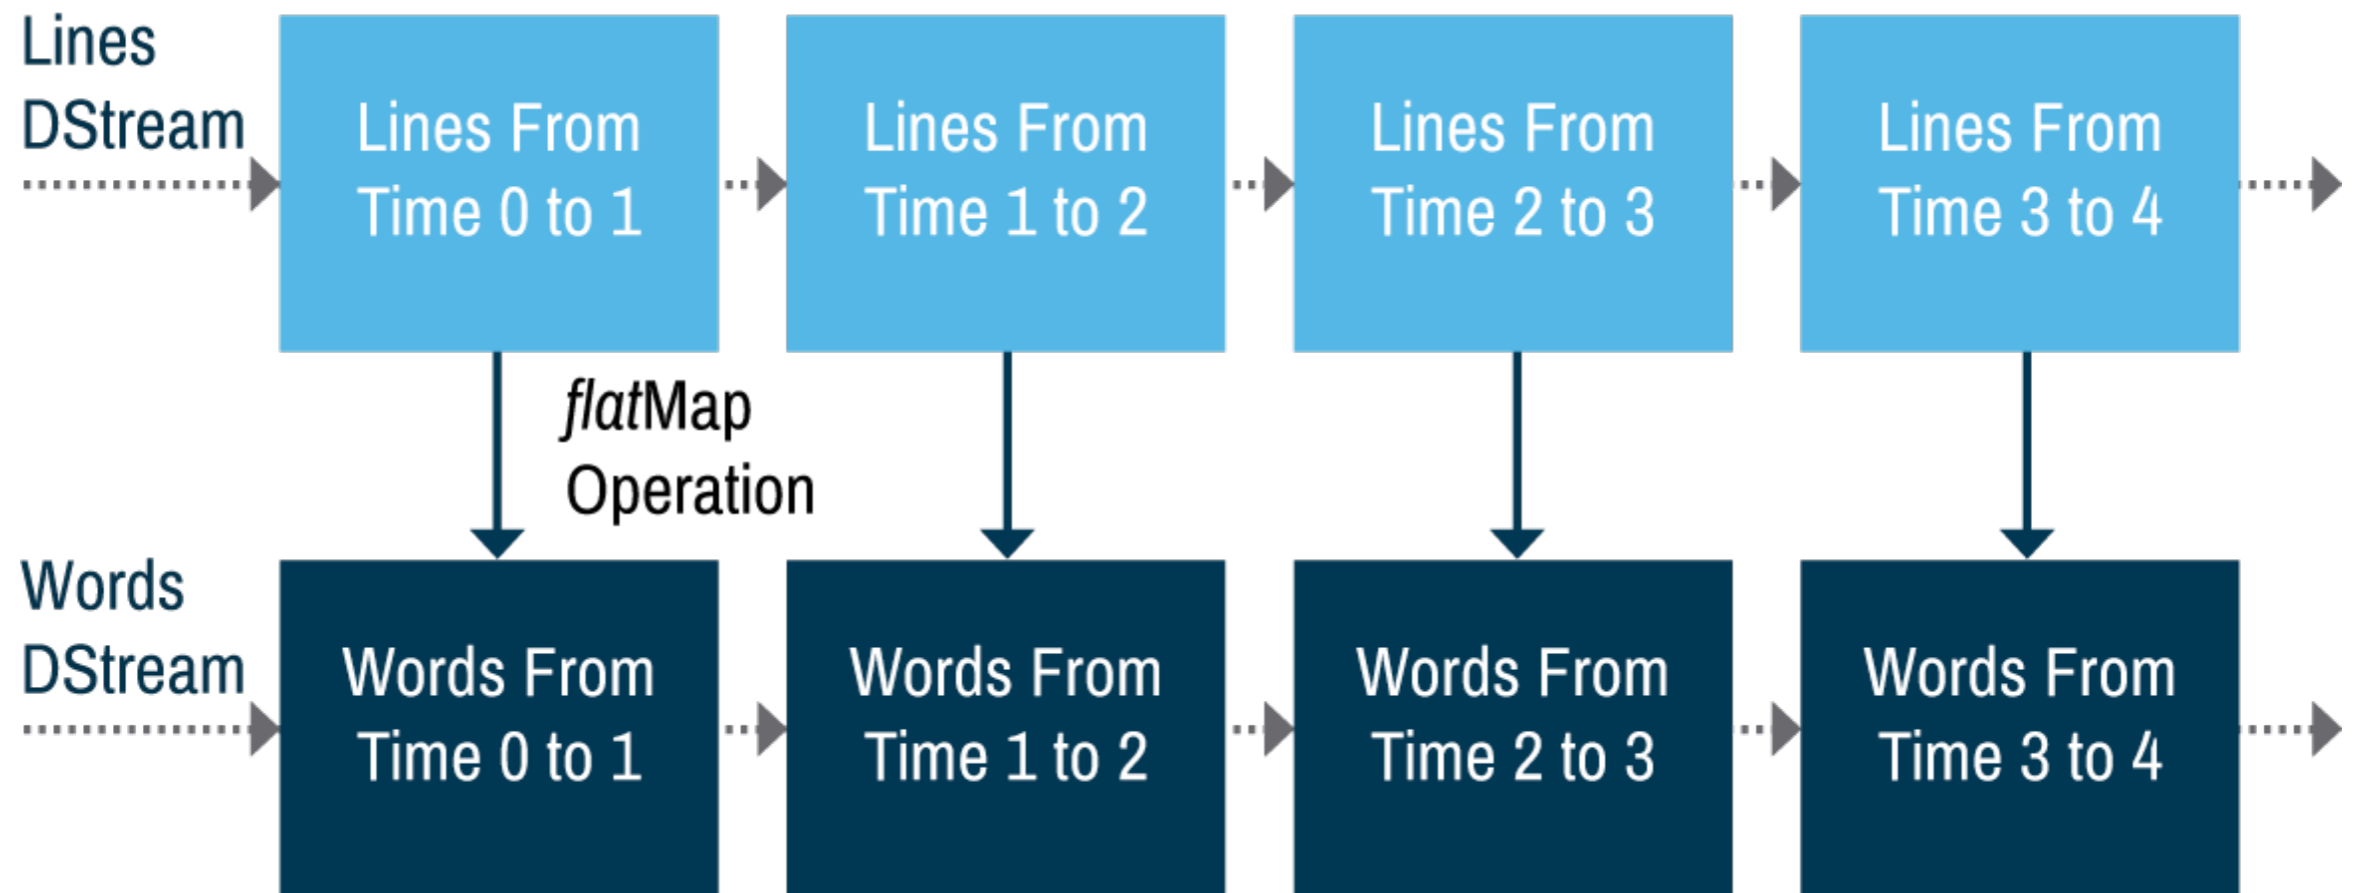 Lines
DStream
Lines From
Time 0 to 1
Lines From
Time 1 to 2
Lines From
Time 2 to 3
Lines From
Time 3 to 4
flatMap
Operation
Words
DStream
Words From
Time 0 to 1
Words From
Time 1 to 2
Words From
Time 2 to 3
Words From
Time 3 to 4